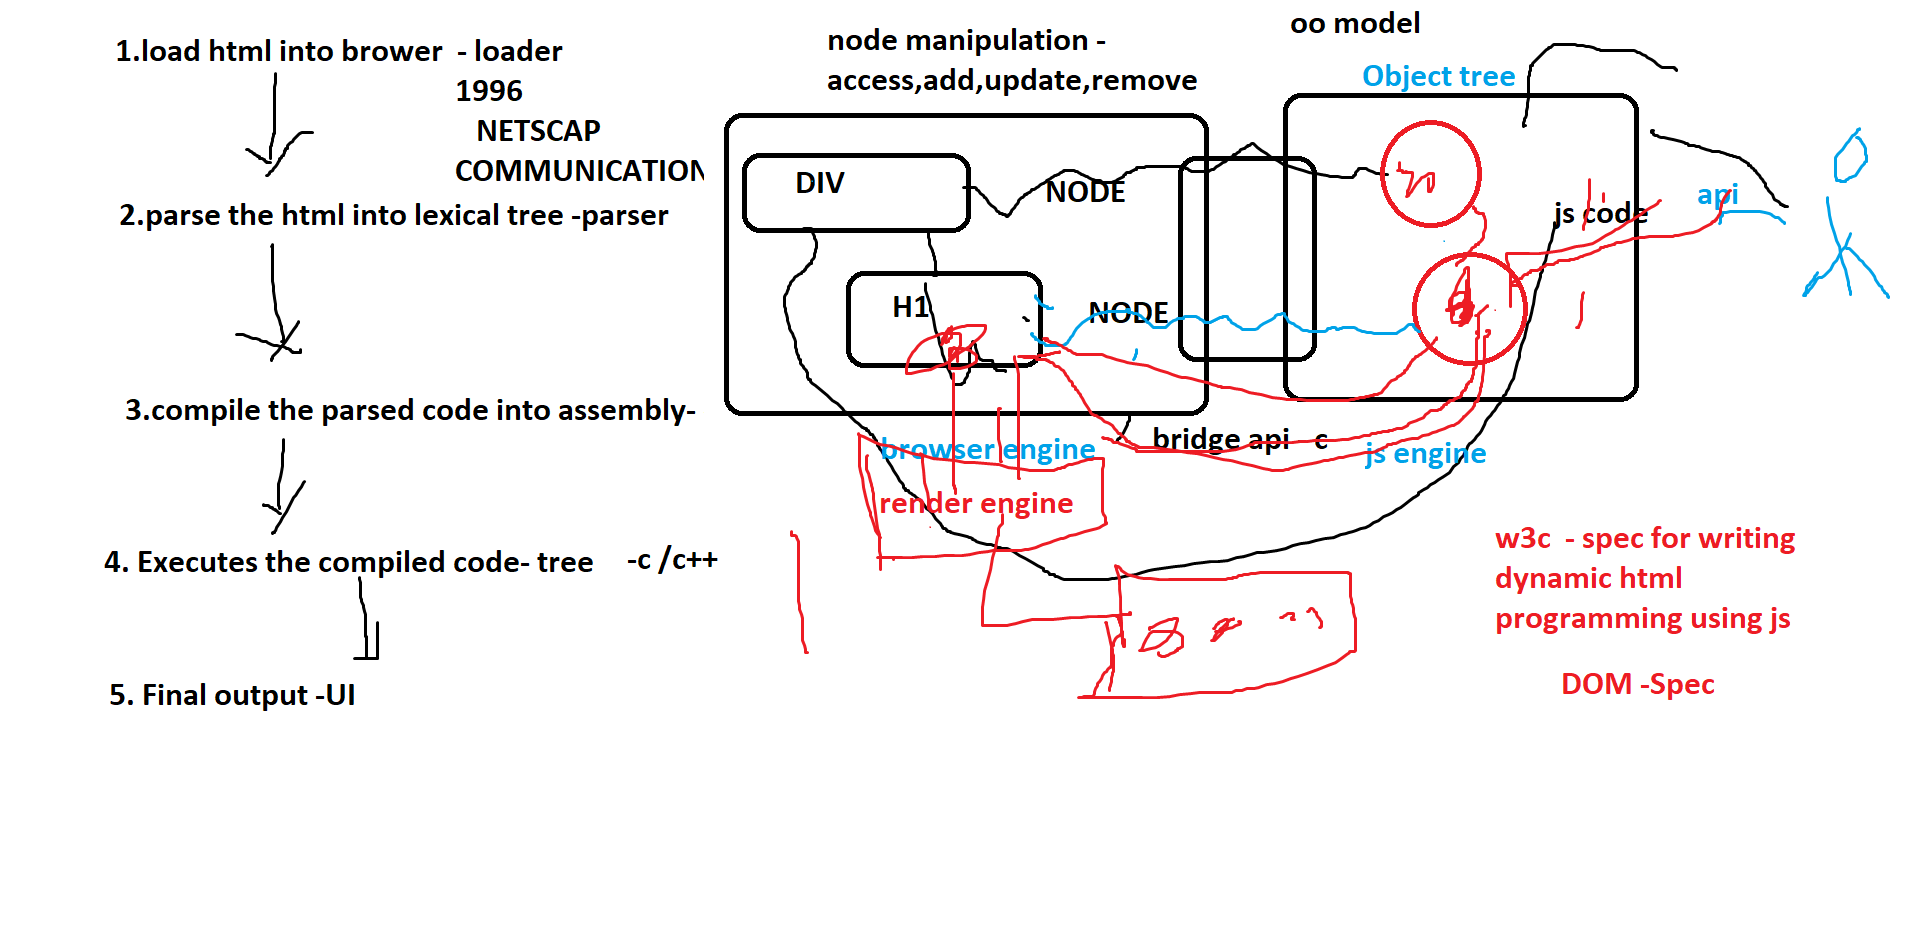 1.load html into brower - loader
1996
NETSCAP
COMMUNICATION
2.parse the html into lexical tree -parser
3.compile the parsed code into assembly-
4. Executes the compiled code- tree -c /c++
5. Final output -UI
node manipulation -
access,add,update,remove
oo model
Object tree
DIV
NODE
H1
NODE
js code
api
browser engine
bridge api c
js engine
render engine
w3c - spec for writing
dynamic html
programming using js
DOM -Spec